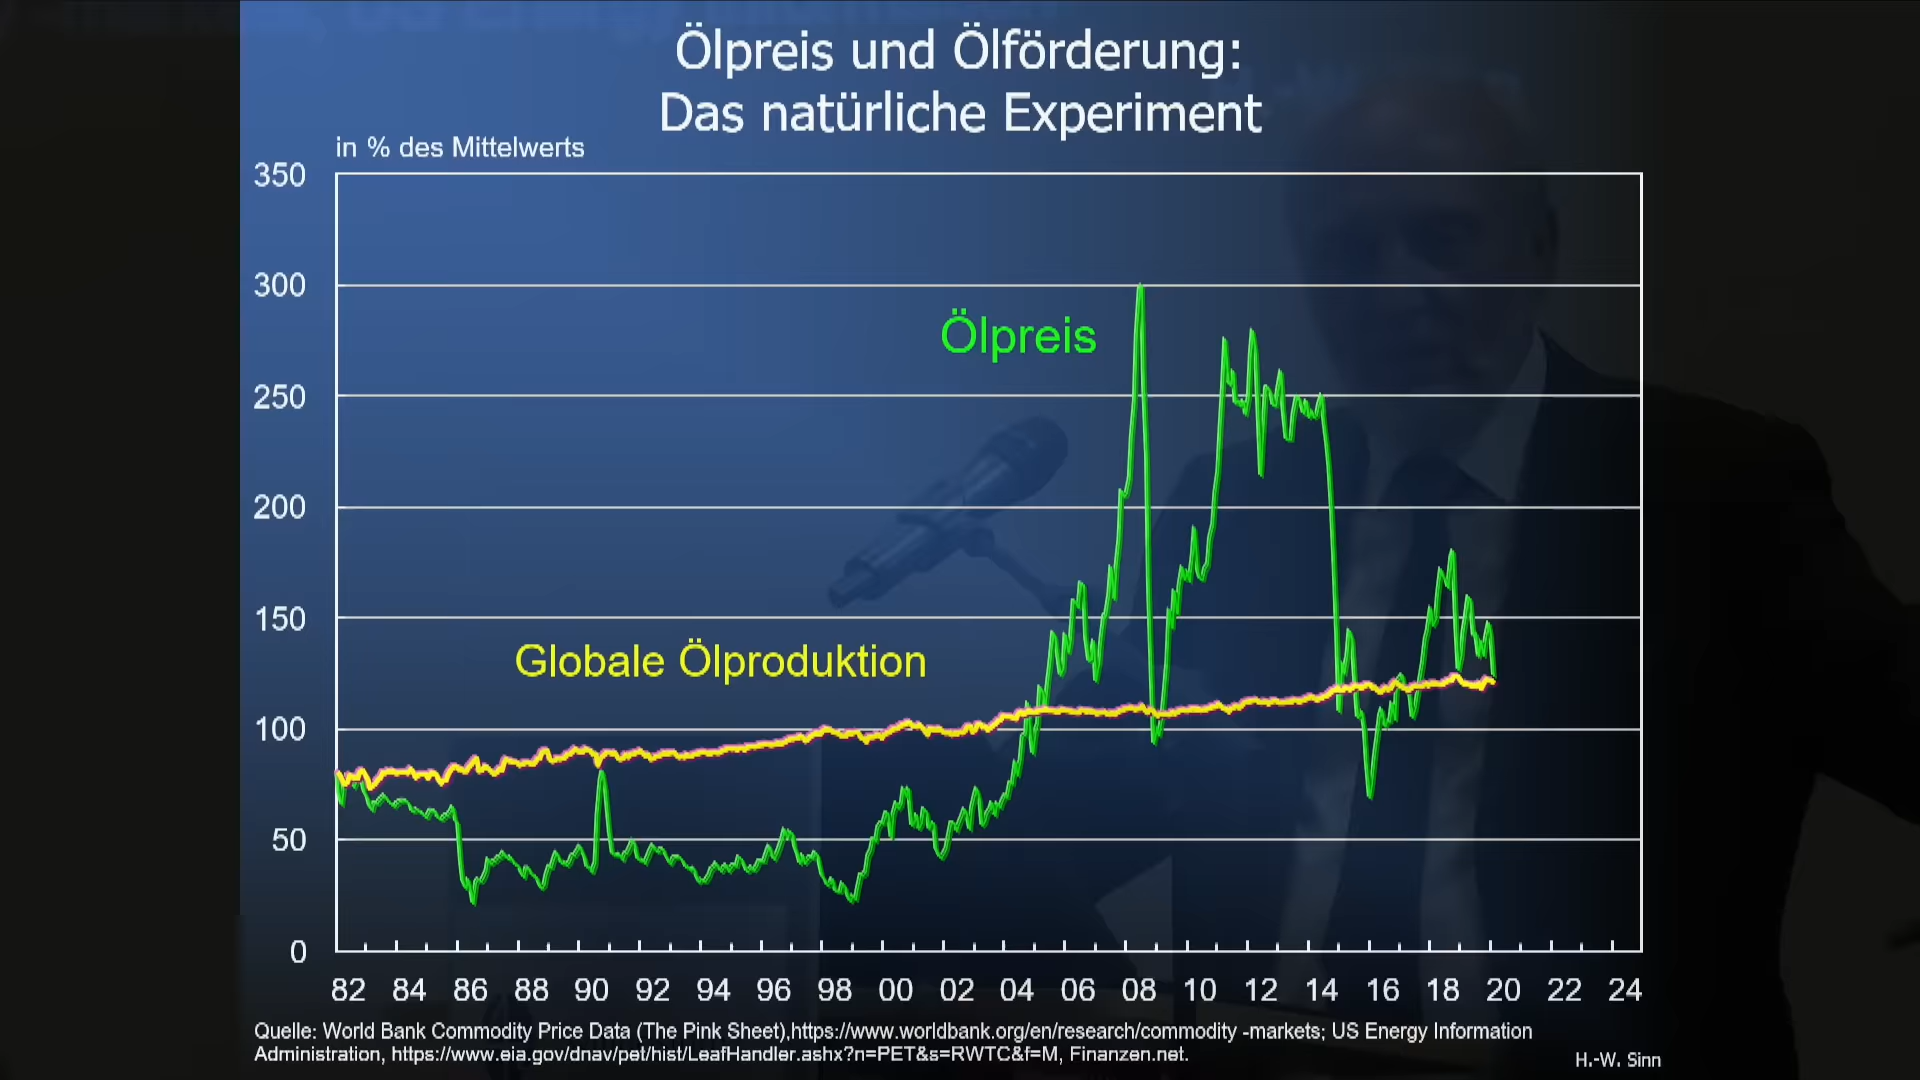 Ölpreis und Ölförderung:
Das natürliche Experiment
in % des Mittelwerts
350
300
250
200
150
100
50
0
Ölpreis
Globale Ölproduktion
82 84 86 88 90 92 94 96 98 00 02 04 06 08 10 12 14 16 18 20 22 24
Quelle: World Bank Commodity Price Data (The Pink Sheet),https://www.worldbank.org/en/research/commodity -markets; US Energy Information
Administration, https://www.eia.gov/dnav/pet/hist/LeafHandler.ashx?n=PET&s=RWTC&f=M, Finanzen.net.
H.-W. Sinn